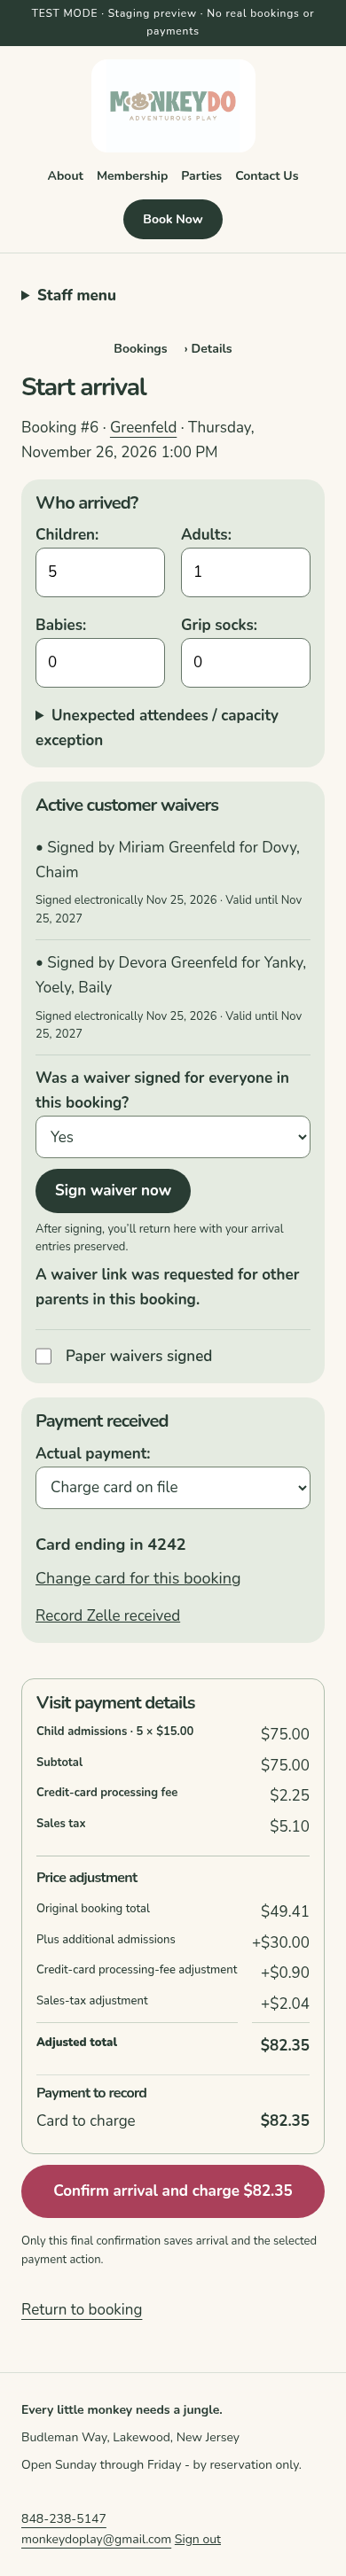 TEST MODE · Staging preview · No real bookings or
payments
MONKEYDO
ADVENTUROUS PLAY
About Membership Parties Contact Us
Book Now
▶ Staff menu
Bookings › Details
Start arrival
Booking #6 · Greenfeld · Thursday,
November 26, 2026 1:00 PM
Who arrived?
Children: Adults:
5 1
Babies: Grip socks:
0 0
▶ Unexpected attendees / capacity
exception
Active customer waivers
• Signed by Miriam Greenfeld for Dovy,
Chaim
Signed electronically Nov 25, 2026 · Valid until Nov
25, 2027
• Signed by Devora Greenfeld for Yanky,
Yoely, Baily
Signed electronically Nov 25, 2026 · Valid until Nov
25, 2027
Was a waiver signed for everyone in
this booking?
Yes
Sign waiver now
After signing, you’ll return here with your arrival
entries preserved.
A waiver link was requested for other
parents in this booking.
Paper waivers signed
Payment received
Actual payment:
Charge card on file
Card ending in 4242
Change card for this booking
Record Zelle received
Visit payment details
Child admissions · 5 × $15.00 $75.00
Subtotal $75.00
Credit-card processing fee $2.25
Sales tax $5.10
Price adjustment
Original booking total $49.41
Plus additional admissions +$30.00
Credit-card processing-fee adjustment +$0.90
Sales-tax adjustment +$2.04
Adjusted total $82.35
Payment to record
Card to charge $82.35
Confirm arrival and charge $82.35
Only this final confirmation saves arrival and the selected
payment action.
Return to booking
Every little monkey needs a jungle.
Budleman Way, Lakewood, New Jersey
Open Sunday through Friday - by reservation only.
848-238-5147
monkeydoplay@gmail.com Sign out